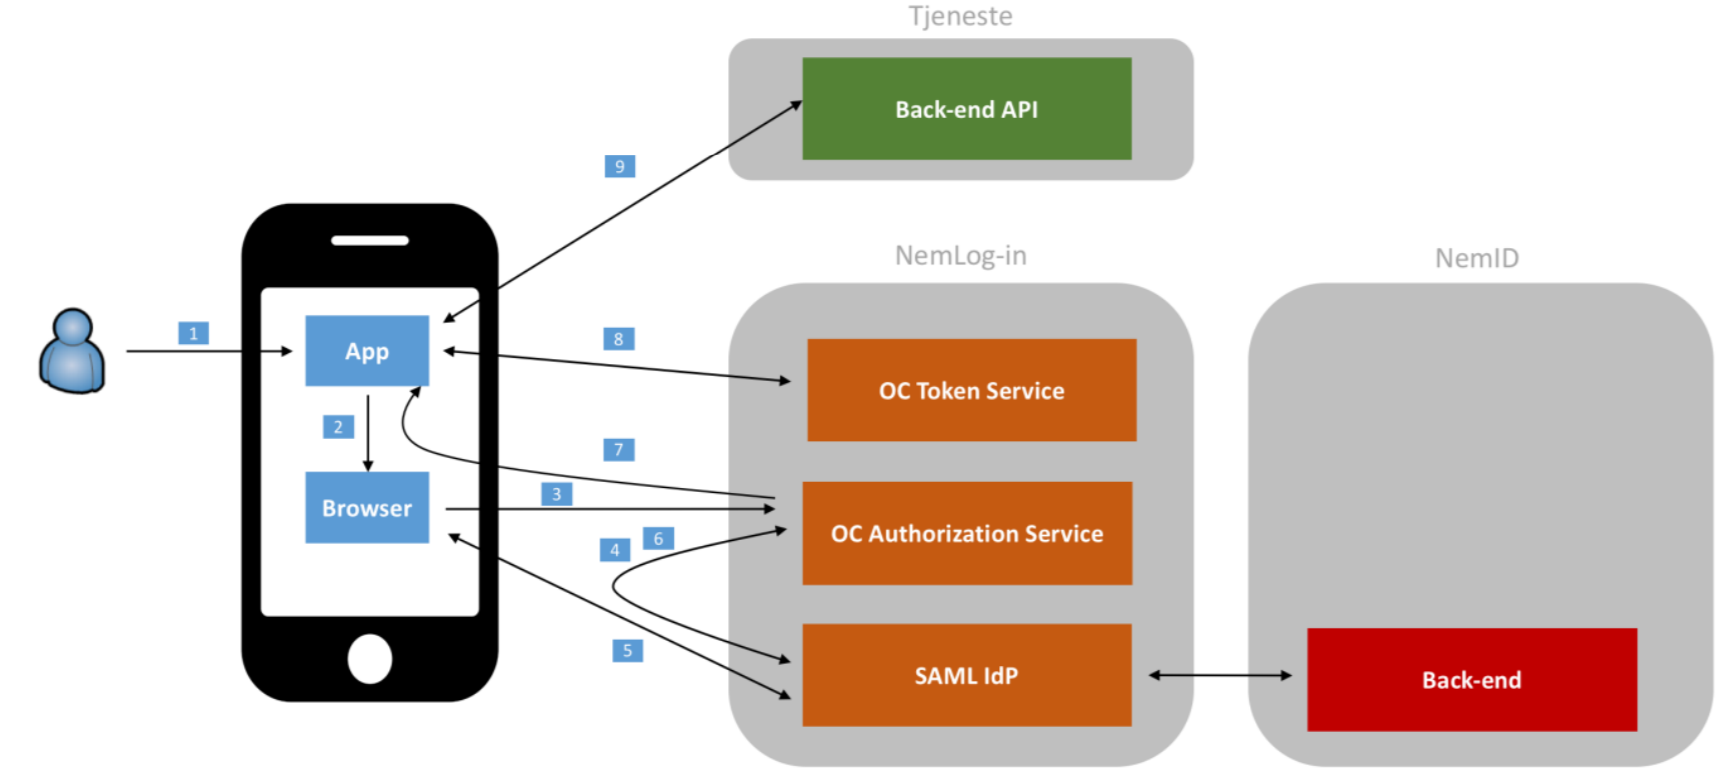 Tjeneste
Back-end API
9
NemLog-in
NemID
1
App
8
OC Token Service
2
7
Browser
3
OC Authorization Service
4
6
5
SAML IdP
Back-end